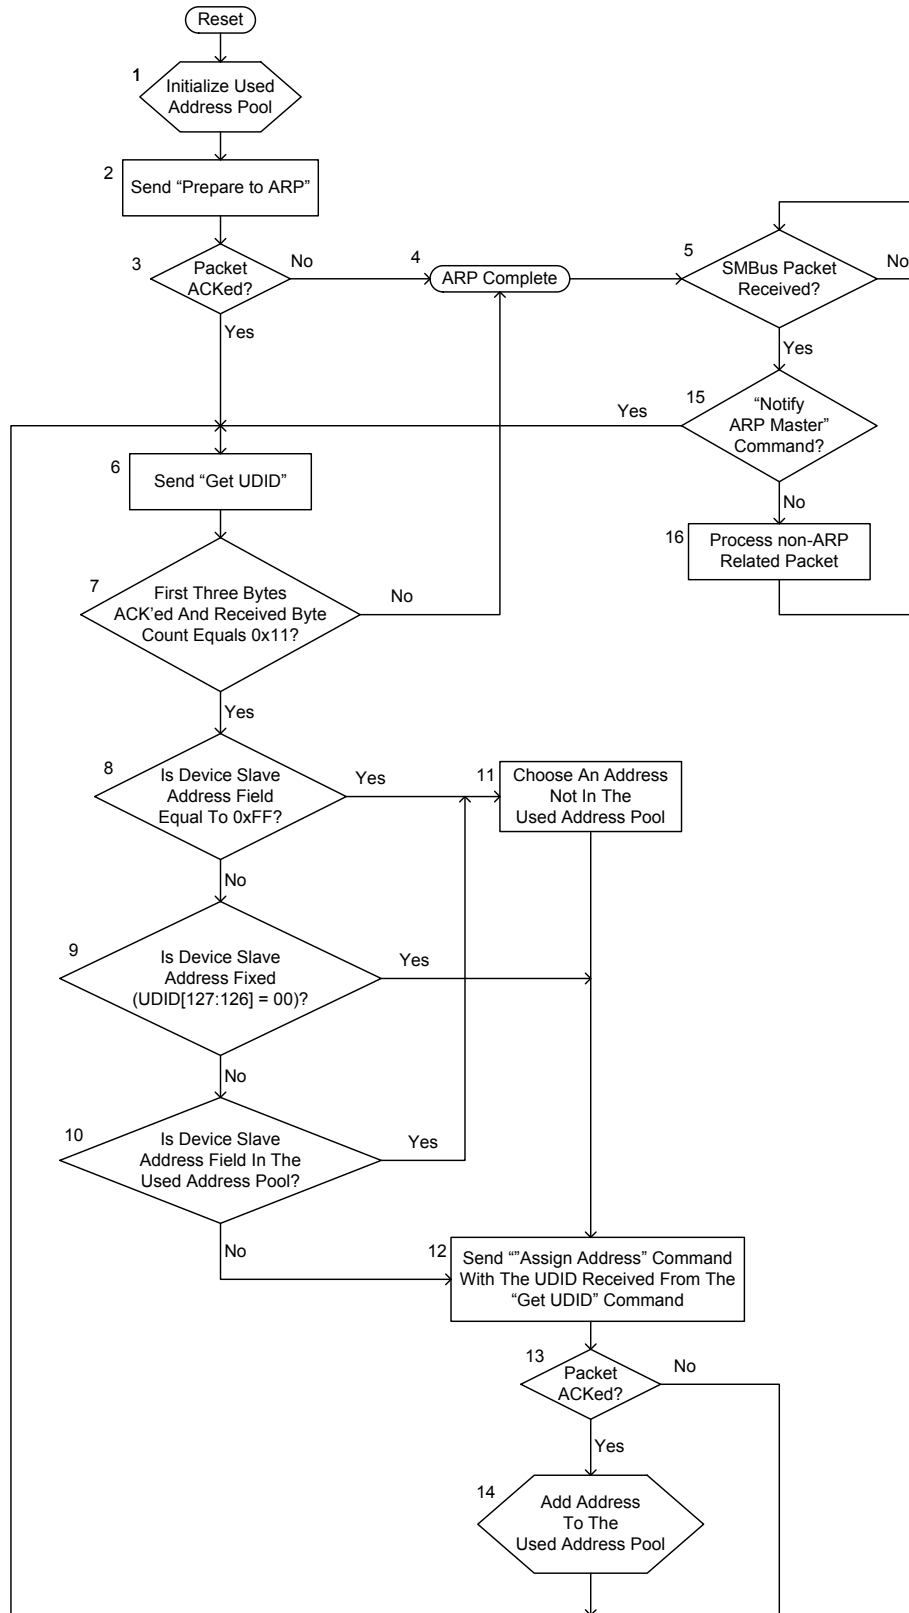 Reset
1
Initialize Used
Address Pool
2
Send “Prepare to ARP”
3
Packet
ACKed?
No
Yes
4
ARP Complete
5
SMBus Packet
Received?
No
Yes
15
“Notify
ARP Master”
Command?
Yes
No
16
Process non-ARP
Related Packet
6
Send “Get UDID”
7
First Three Bytes
ACK'ed And Received Byte
Count Equals 0x11?
No
Yes
8
Is Device Slave
Address Field
Equal To 0xFF?
Yes
No
11
Choose An Address
Not In The
Used Address Pool
9
Is Device Slave
Address Fixed
(UDID[127:126] = 00)?
Yes
No
10
Is Device Slave
Address Field In The
Used Address Pool?
Yes
No
12
Send “”Assign Address” Command
With The UDID Received From The
“Get UDID” Command
13
Packet
ACKed?
No
Yes
14
Add Address
To The
Used Address Pool